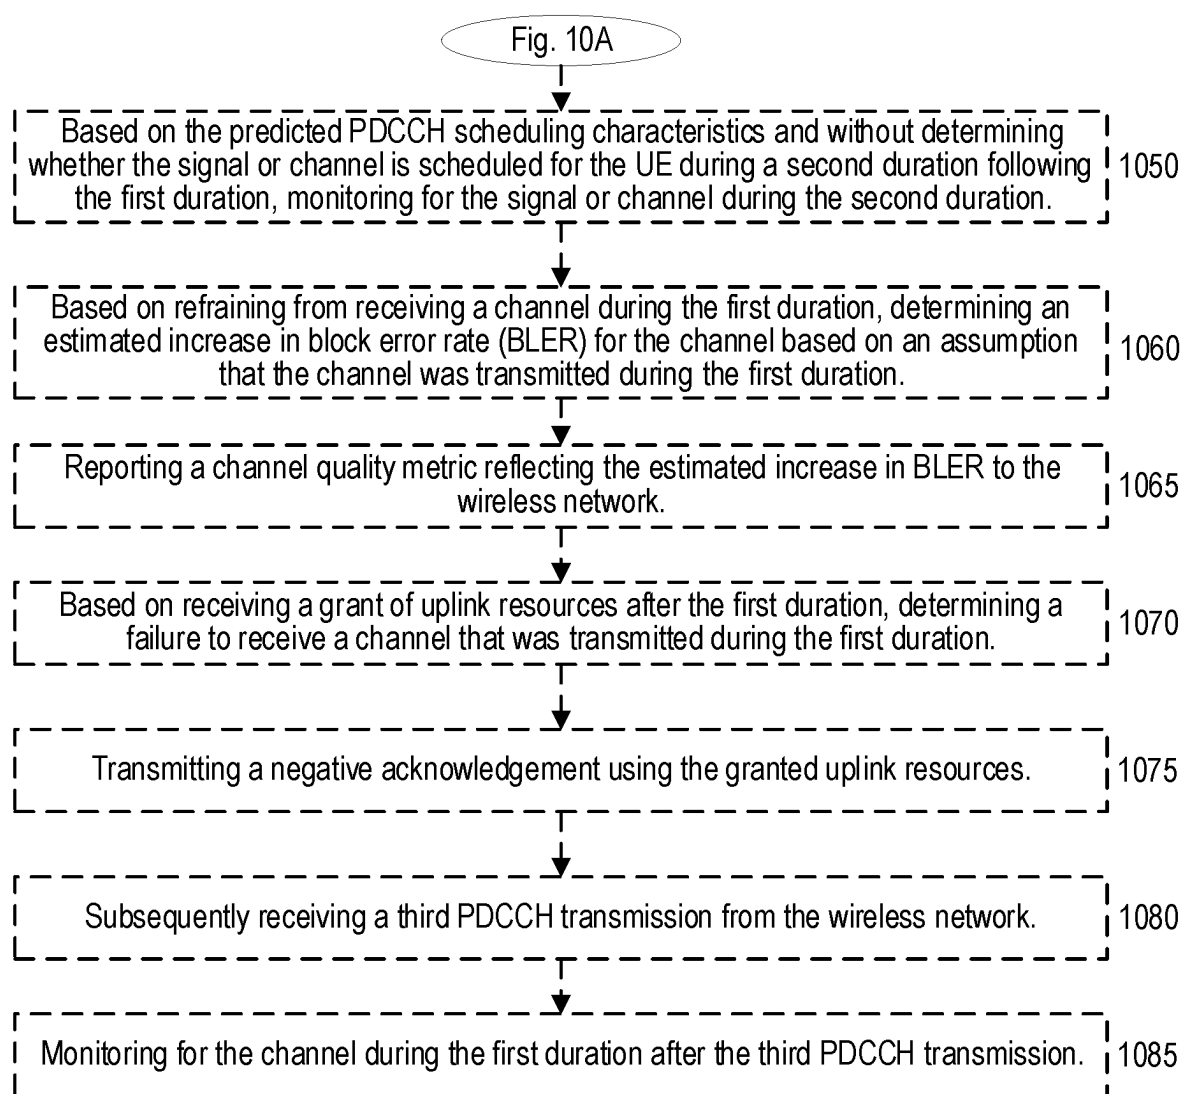 Fig. 10A
Based on the predicted PDCCH scheduling characteristics and without determining
whether the signal or channel is scheduled for the UE during a second duration following
the first duration, monitoring for the signal or channel during the second duration.
1050
Based on refraining from receiving a channel during the first duration, determining an
estimated increase in block error rate (BLER) for the channel based on an assumption
that the channel was transmitted during the first duration.
1060
Reporting a channel quality metric reflecting the estimated increase in BLER to the
wireless network.
1065
Based on receiving a grant of uplink resources after the first duration, determining a
failure to receive a channel that was transmitted during the first duration.
1070
Transmitting a negative acknowledgement using the granted uplink resources.
1075
Subsequently receiving a third PDCCH transmission from the wireless network.
1080
Monitoring for the channel during the first duration after the third PDCCH transmission.
1085